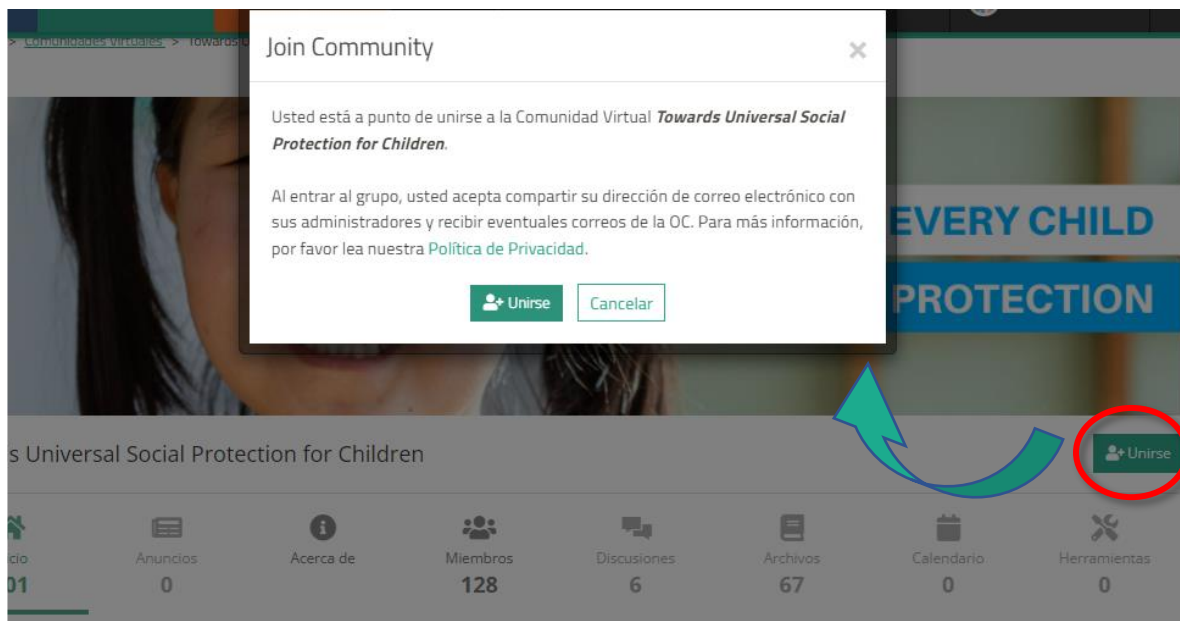 > Comunidades Virtuales > Towards
Join Community
×
Usted está a punto de unirse a la Comunidad Virtual Towards Universal Social
Protection for Children.
Al entrar al grupo, usted acepta compartir su dirección de correo electrónico con
sus administradores y recibir eventuales correos de la OC. Para más información,
por favor lea nuestra Política de Privacidad.
Unirse
Cancelar
EVERY CHILD
PROTECTION
s Universal Social Protection for Children
Unirse
cio
Anuncios
Acerca de
Miembros
Discusiones
Archivos
Calendario
Herramientas
01
0
128
6
67
0
0